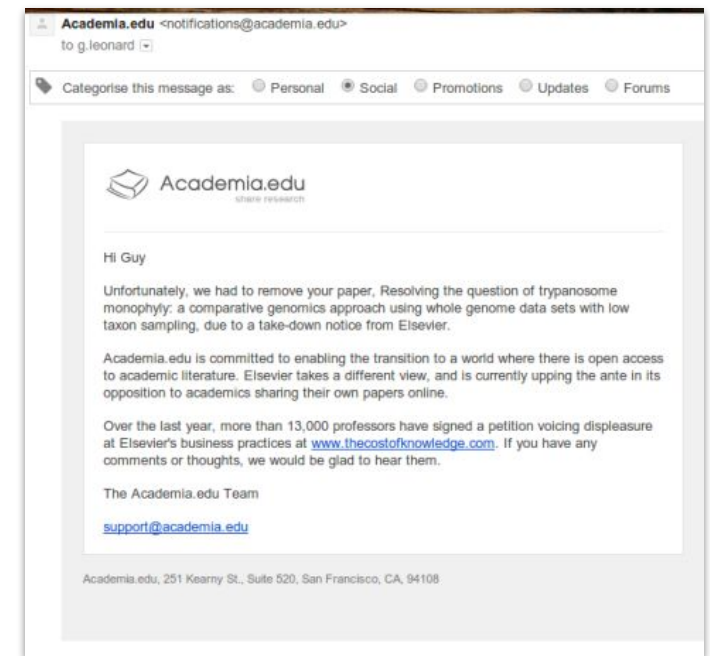 Academia.edu <notifications@academia.edu>
to g.leonard
Categorise this message as: Personal Social Promotions Updates Forums
Academia.edu
share research
Hi Guy
Unfortunately, we had to remove your paper, Resolving the question of trypanosome
monophyly: a comparative genomics approach using whole genome data sets with low
taxon sampling, due to a take-down notice from Elsevier.
Academia.edu is committed to enabling the transition to a world where there is open access
to academic literature. Elsevier takes a different view, and is currently upping the ante in its
opposition to academics sharing their own papers online.
Over the last year, more than 13,000 professors have signed a petition voicing displeasure
at Elsevier's business practices at www.thecostofknowledge.com. If you have any
comments or thoughts, we would be glad to hear them.
The Academia.edu Team
support@academia.edu
Academia.edu, 251 Kearny St., Suite 520, San Francisco, CA, 94108